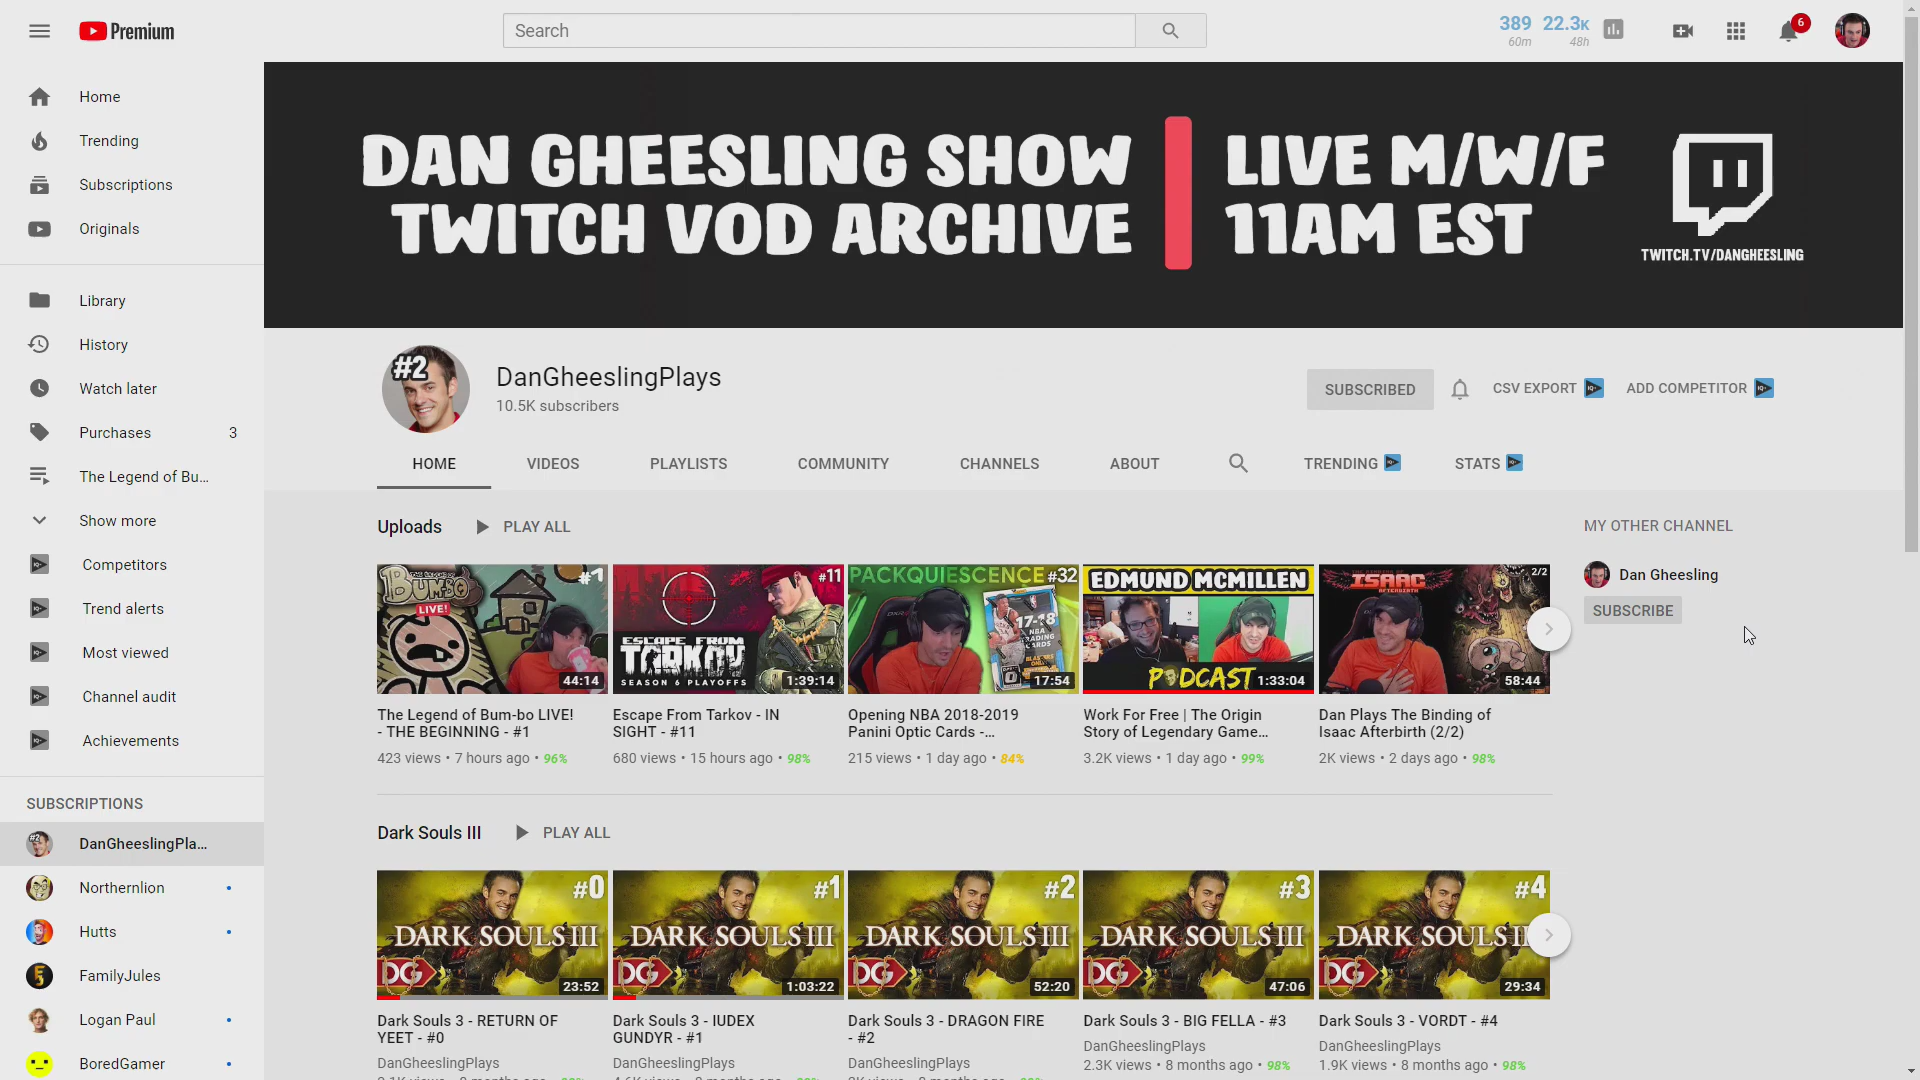 Premium
Search
389 22.3K
60m 48h
6
Home
Trending
Subscriptions
Originals
Library
History
Watch later
Purchases 3
The Legend of Bu...
Show more
Competitors
Trend alerts
Most viewed
Channel audit
Achievements
SUBSCRIPTIONS
DanGheeslingPla...
Northernlion
Hutts
FamilyJules
Logan Paul
BoredGamer
DAN GHEESLING SHOW
TWITCH VOD ARCHIVE
LIVE M/W/F
11AM EST
TWITCH.TV/DANGHEESLING
#2
DanGheeslingPlays
10.5K subscribers
SUBSCRIBED
CSV EXPORT
ADD COMPETITOR
HOME VIDEOS PLAYLISTS COMMUNITY CHANNELS ABOUT TRENDING STATS
Uploads PLAY ALL
BUM-BO
LIVE!
#1
44:14
The Legend of Bum-bo LIVE!
- THE BEGINNING - #1
423 views • 7 hours ago • 96%
#11
ESCAPE FROM
TARKOV
SEASON 6 PLAYOFFS
1:39:14
Escape From Tarkov - IN
SIGHT - #11
680 views • 15 hours ago • 98%
PACKQUIESCENCE #32
17-18
NBA
TRADING
CARDS
17:54
Opening NBA 2018-2019
Panini Optic Cards -...
215 views • 1 day ago • 84%
EDMUND MCMILLEN
PODCAST
1:33:04
Work For Free | The Origin
Story of Legendary Game...
3.2K views • 1 day ago • 99%
2/2
ISAAC
AFTERBIRTH
58:44
Dan Plays The Binding of
Isaac Afterbirth (2/2)
2K views • 2 days ago • 98%
MY OTHER CHANNEL
Dan Gheesling
SUBSCRIBE
Dark Souls III PLAY ALL
#0
DARK SOULS III
DG
23:52
Dark Souls 3 - RETURN OF
YEET - #0
DanGheeslingPlays
#1
DARK SOULS III
DG
1:03:22
Dark Souls 3 - IUDEX
GUNDYR - #1
DanGheeslingPlays
#2
DARK SOULS III
DG
52:20
Dark Souls 3 - DRAGON FIRE
- #2
DanGheeslingPlays
#3
DARK SOULS III
DG
47:06
Dark Souls 3 - BIG FELLA - #3
DanGheeslingPlays
2.3K views • 8 months ago • 98%
#4
DARK SOULS II
DG
29:34
Dark Souls 3 - VORDT - #4
DanGheeslingPlays
1.9K views • 8 months ago • 98%